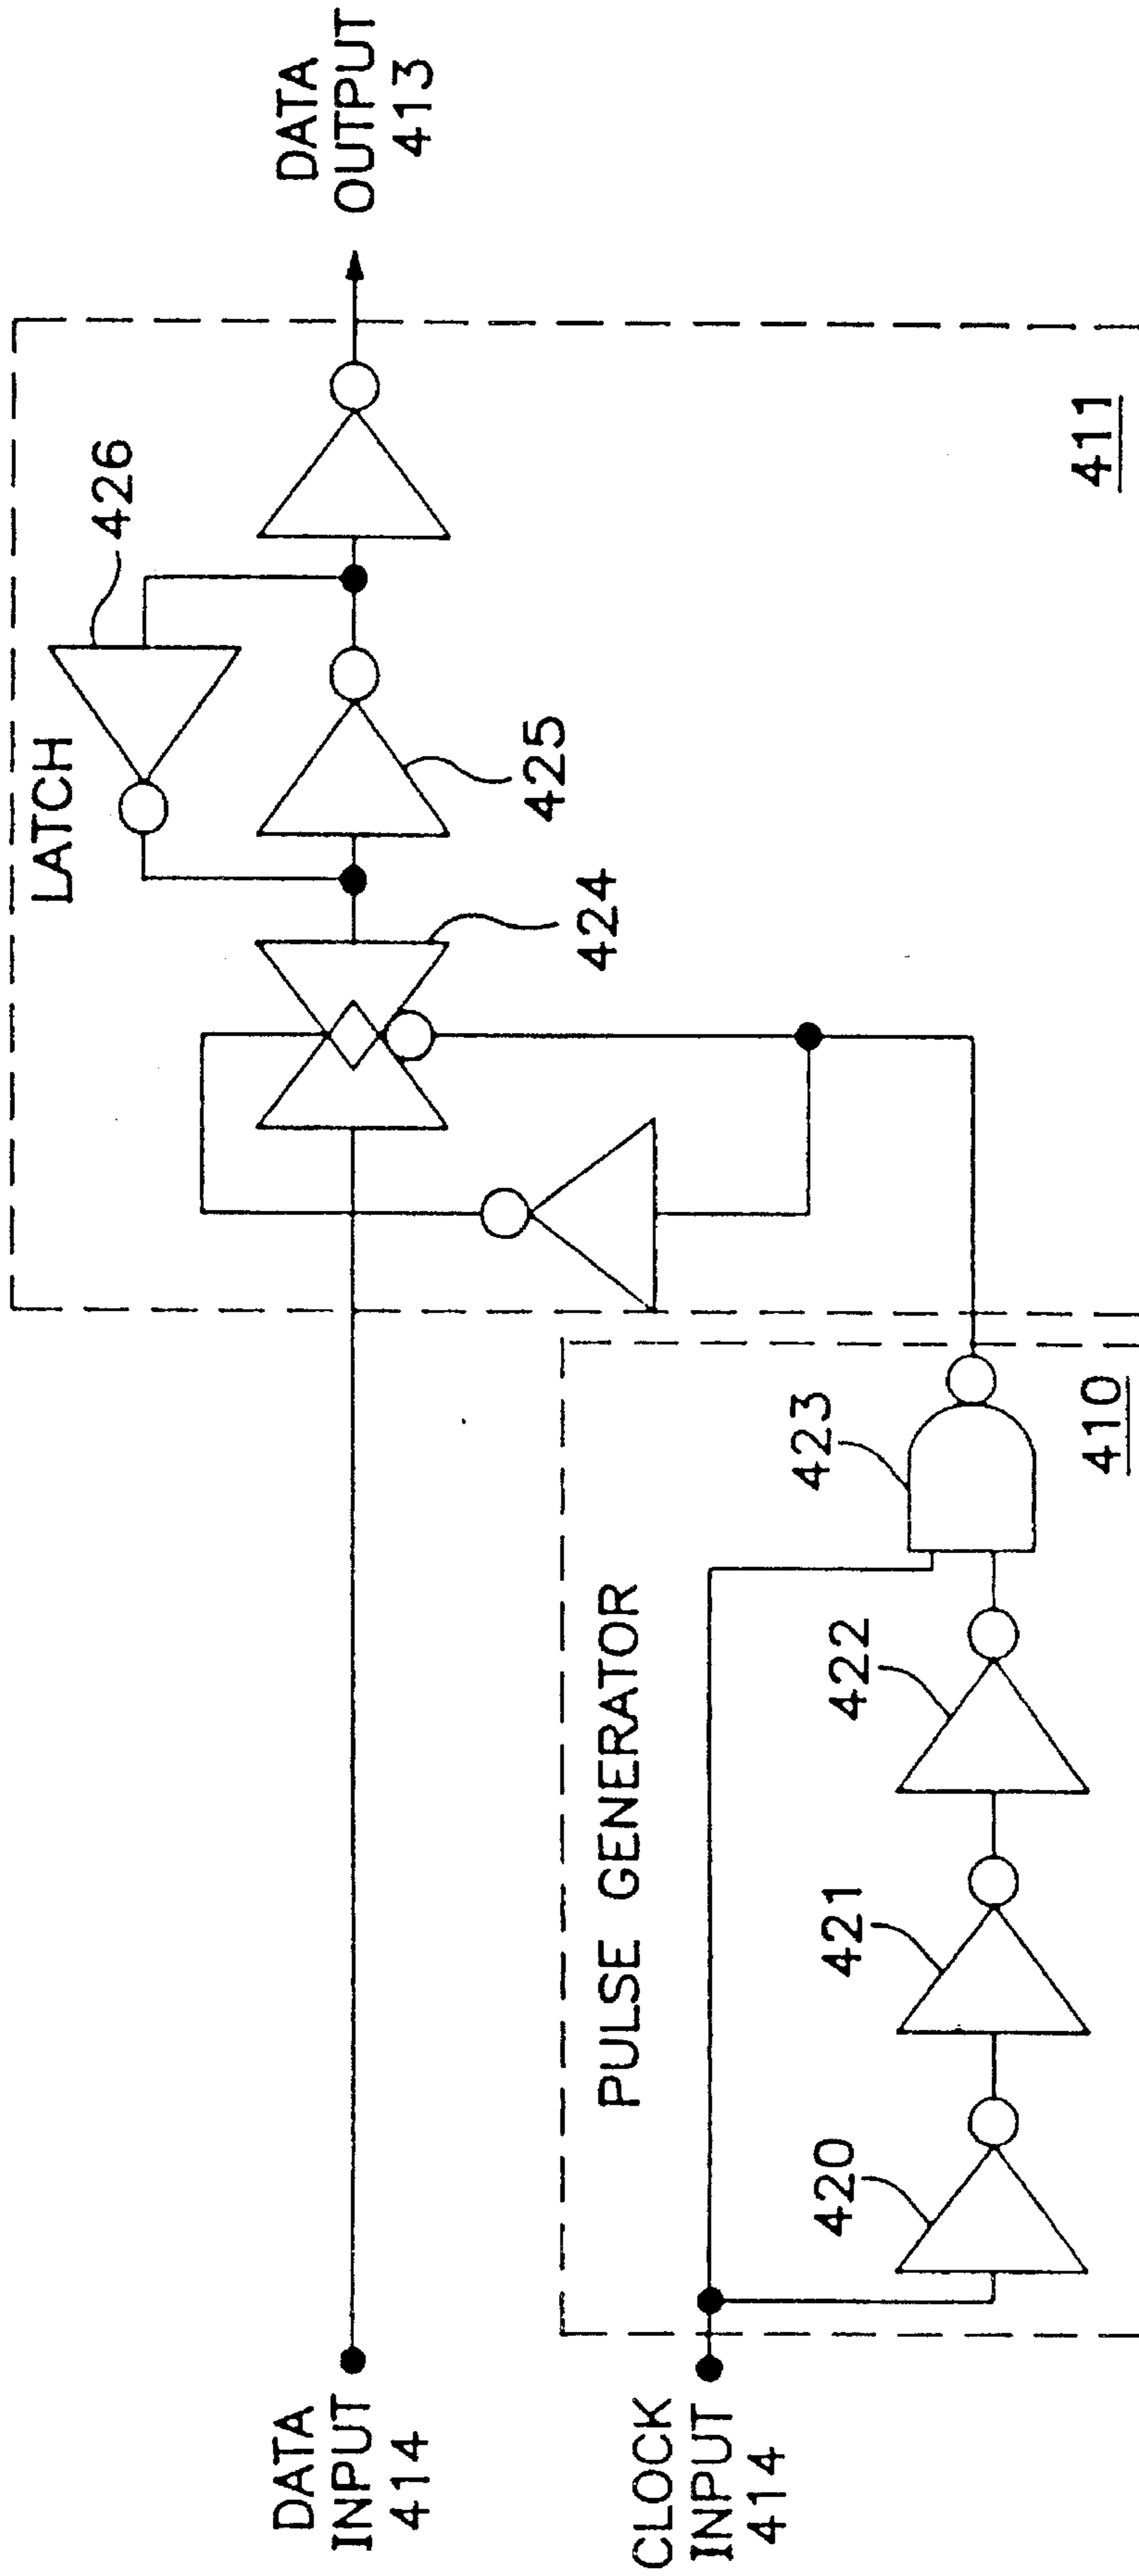 LATCH
426
DATA
OUTPUT
413
425
424
411
DATA
INPUT
414
PULSE GENERATOR
423
422
421
420
410
CLOCK
INPUT
414